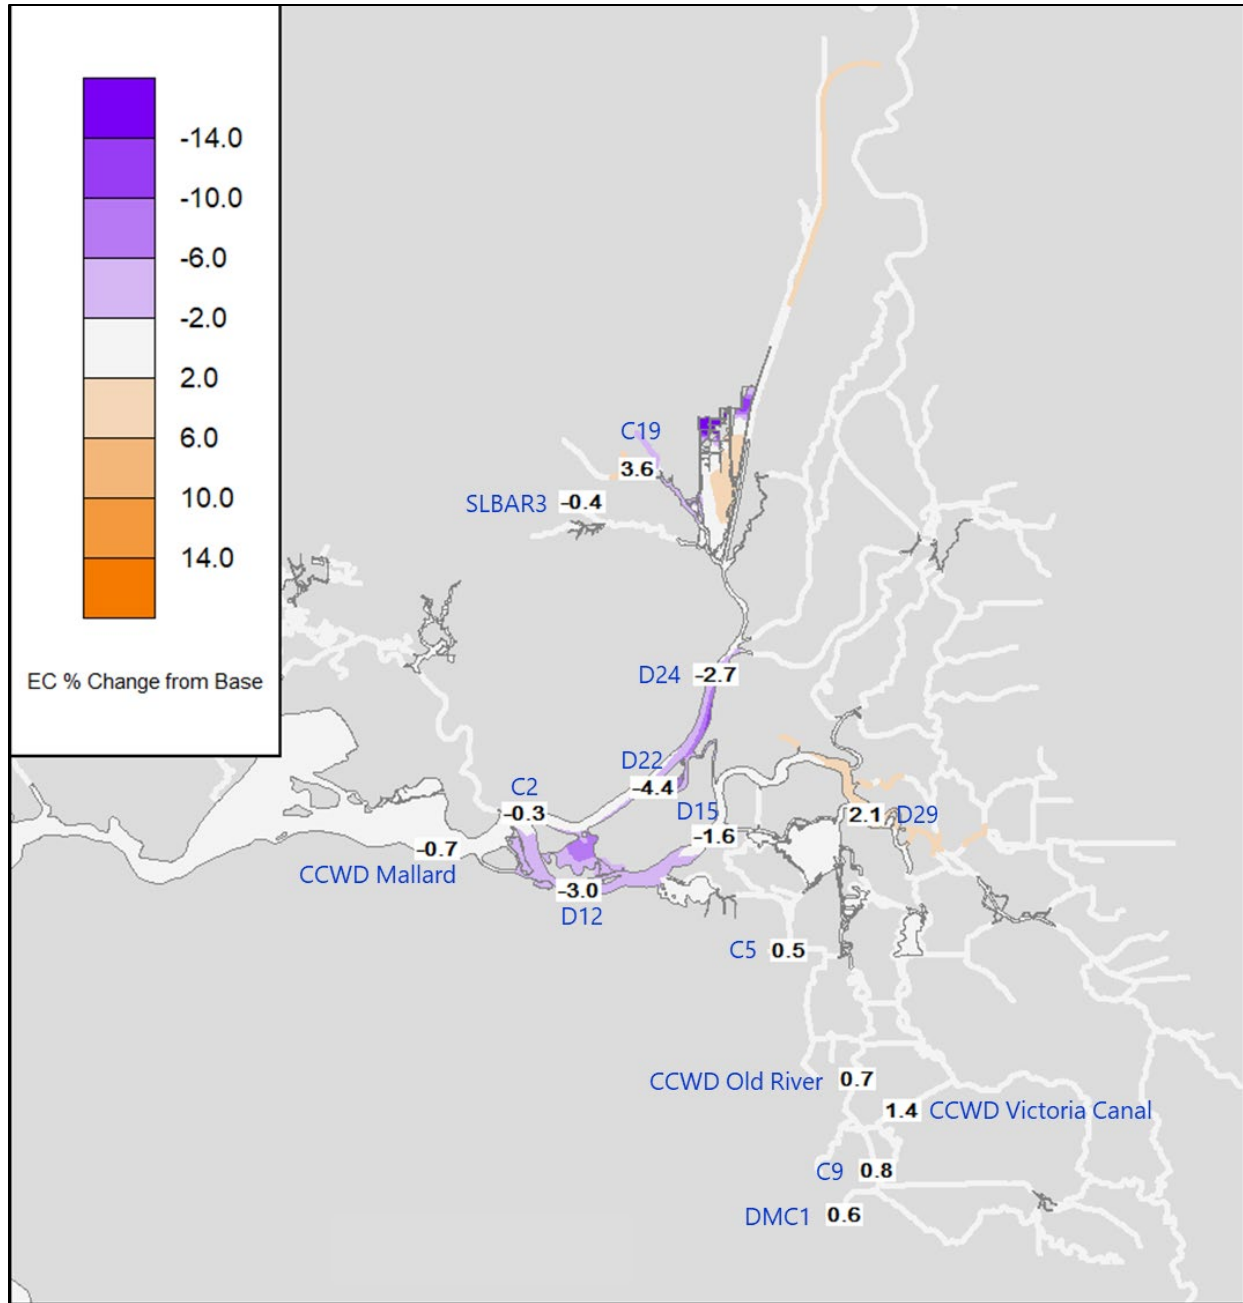 -14.0
-10.0
-6.0
-2.0
2.0
6.0
10.0
14.0
EC % Change from Base
C19
3.6
SLBAR3 -0.4
D24 -2.7
D22
-4.4
C2
-0.3
D15
-1.6
2.1 D29
-0.7
CCWD Mallard
-3.0
D12
C5 0.5
CCWD Old River 0.7
1.4 CCWD Victoria Canal
C9 0.8
DMC1 0.6